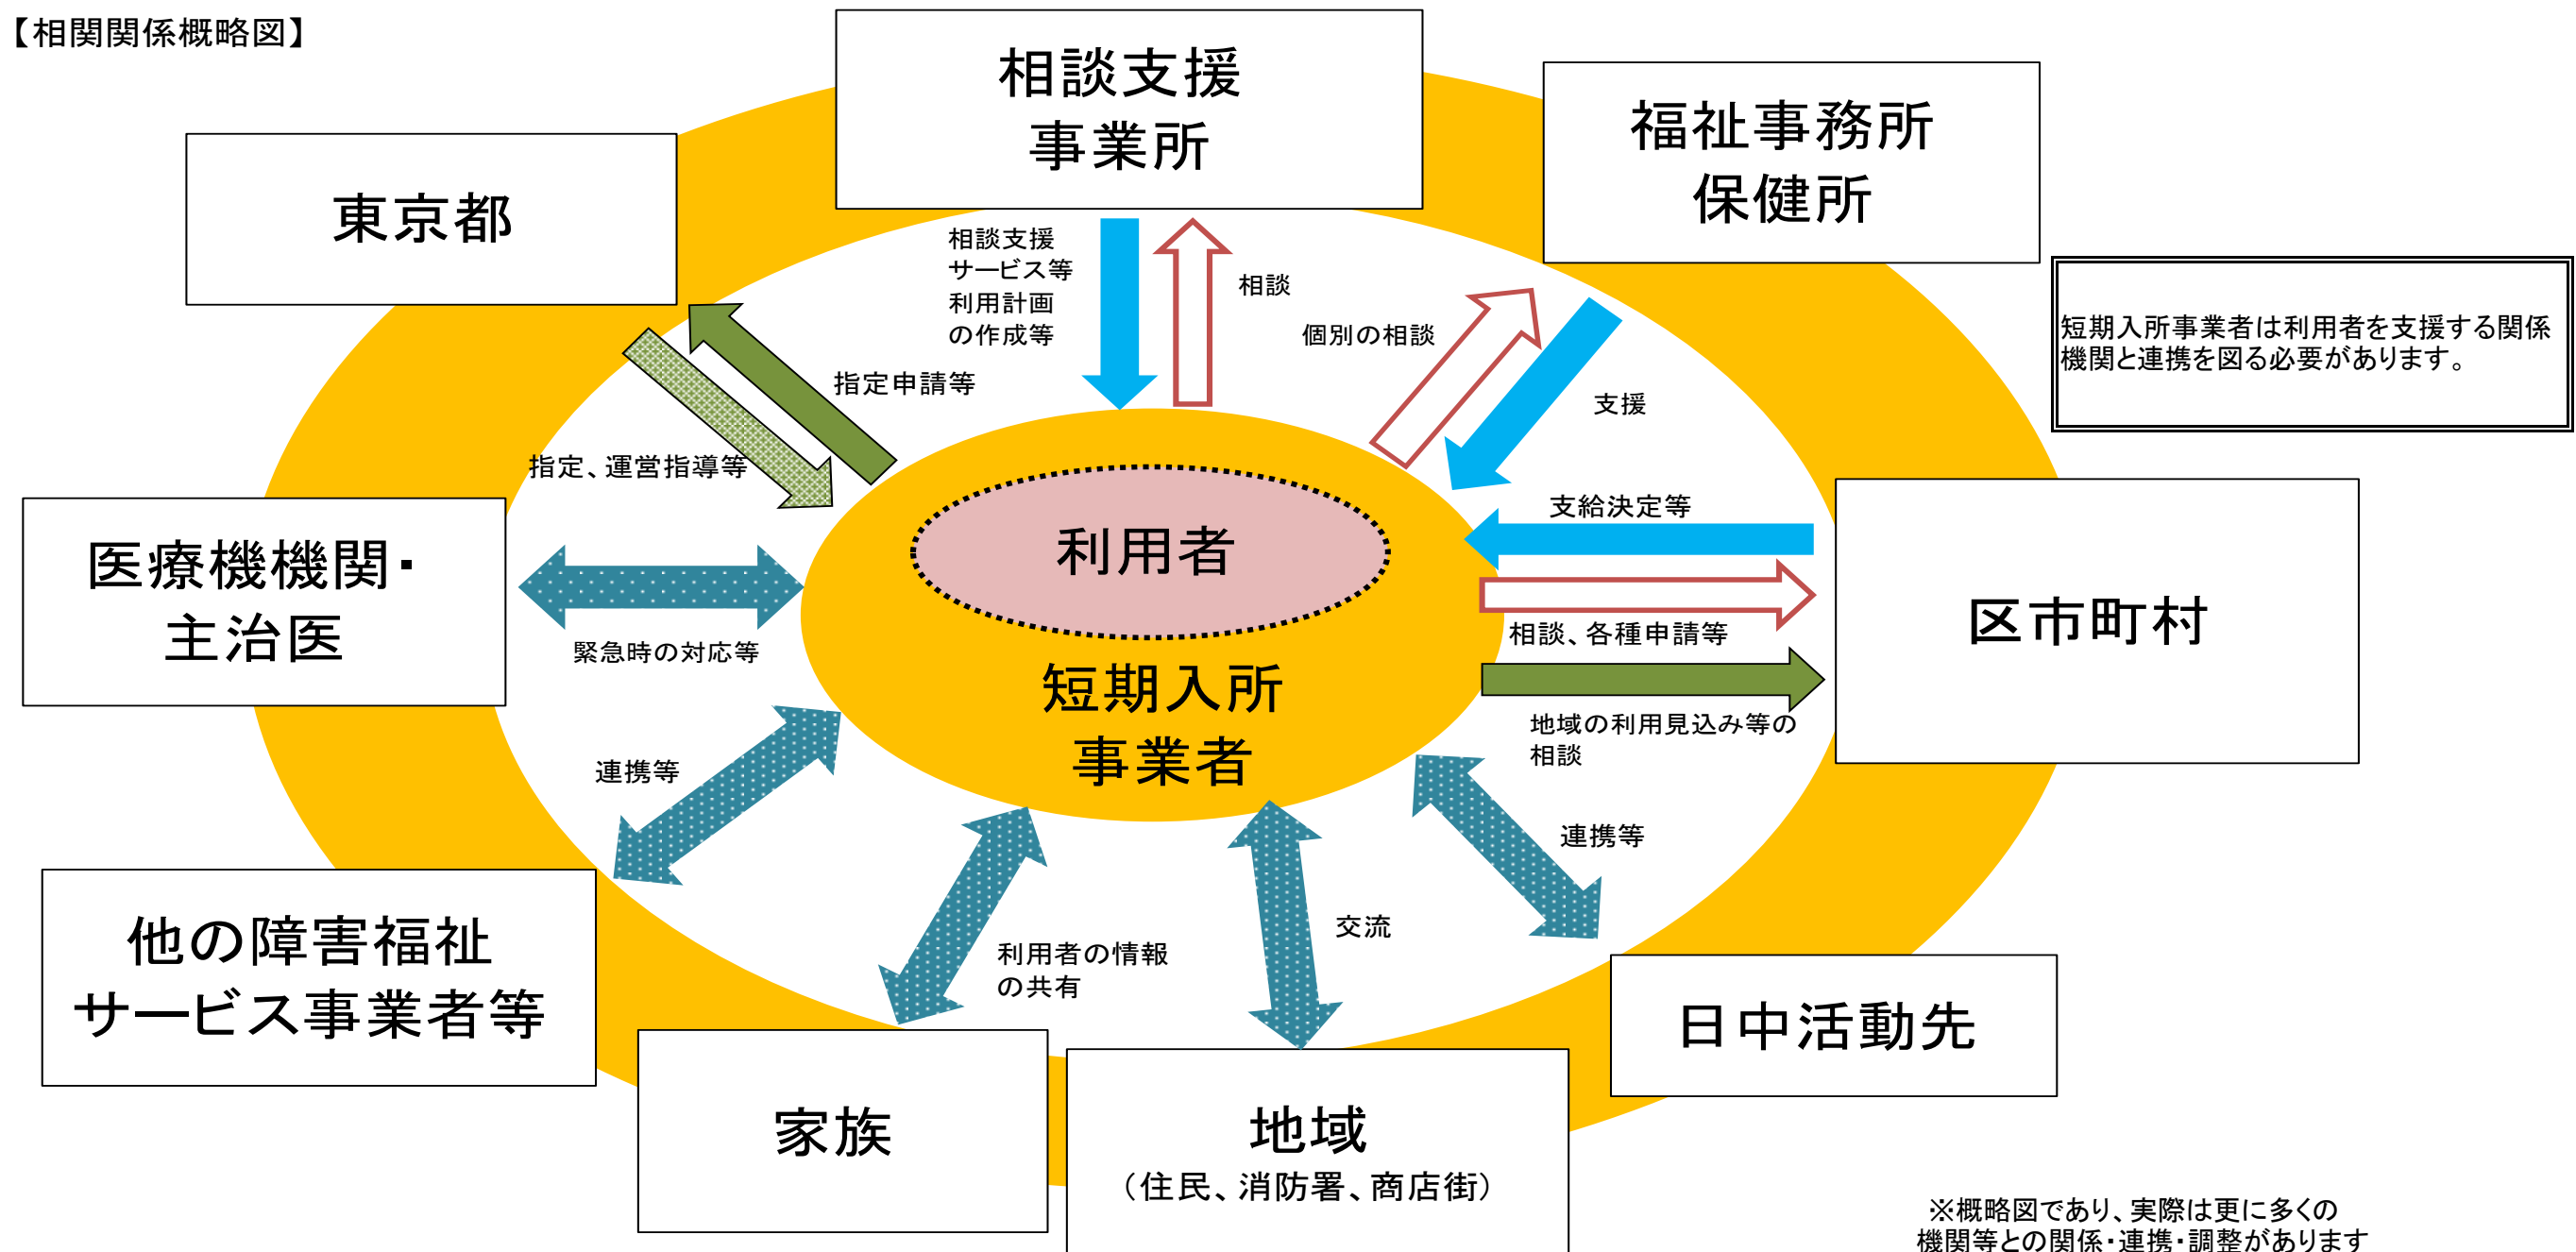 【相関関係概略図】
相談支援
事業所
福祉事務所
保健所
東京都
相談支援
サービス等
利用計画
の作成等
相談
個別の相談
支援
短期入所事業者は利用者を支援する関係
機関と連携を図る必要があります。
指定申請等
指定、運営指導等
医療機機関・
主治医
緊急時の対応等
利用者
短期入所
事業者
支給決定等
相談、各種申請等
地域の利用見込み等の
相談
区市町村
連携等
他の障害福祉
サービス事業者等
利用者の情報
の共有
家族
交流
地域
（住民、消防署、商店街）
連携等
日中活動先
※概略図であり、実際は更に多くの
機関等との関係・連携・調整があります